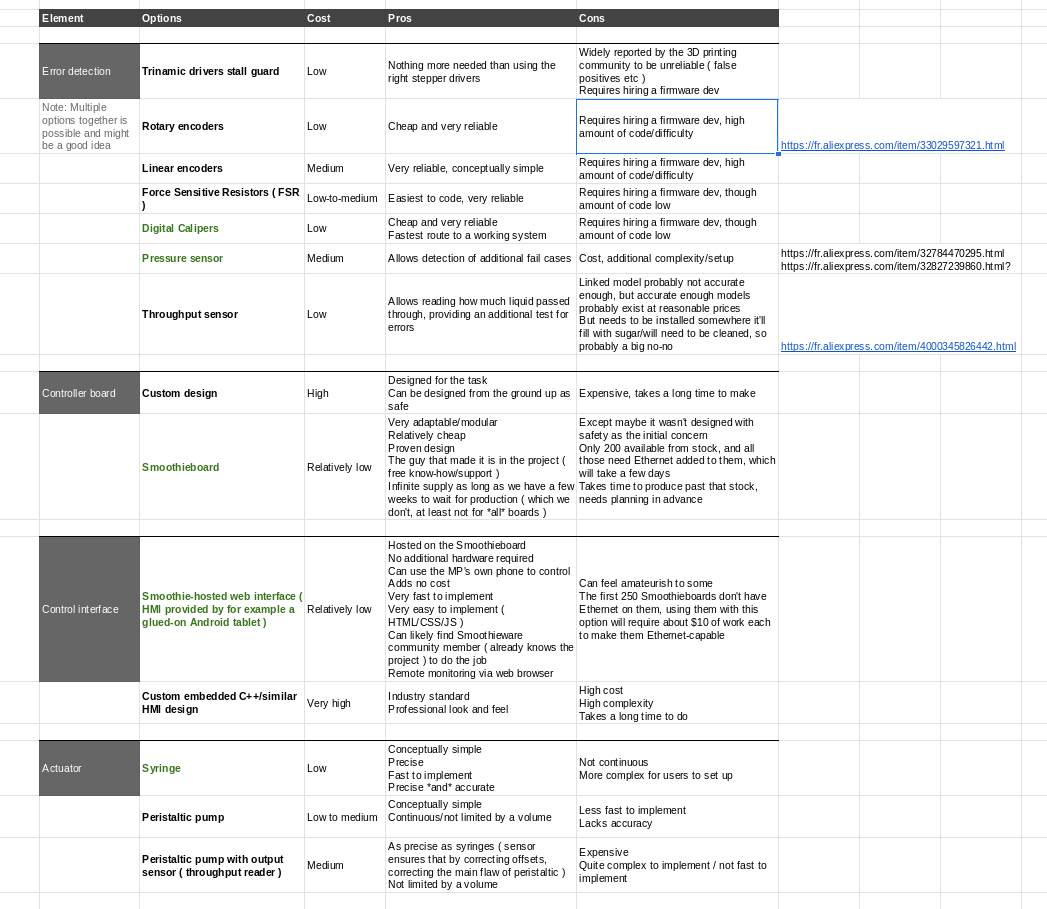 Element Options Cost Pros Cons
Error detection
Trinamic drivers stall guard
Low
Nothing more needed than using the
right stepper drivers
Widely reported by the 3D printing
community to be unreliable ( false
positives etc )
Requires hiring a firmware dev
Note: Multiple
options together is
possible and might
be a good idea
Rotary encoders
Low
Cheap and very reliable
Requires hiring a firmware dev, high
amount of code/difficulty
https://fr.aliexpress.com/item/33029597321.html
Linear encoders
Medium
Very reliable, conceptually simple
Requires hiring a firmware dev, high
amount of code/difficulty
Force Sensitive Resistors ( FSR
)
Low-to-medium
Easiest to code, very reliable
Requires hiring a firmware dev, though
amount of code low
Digital Calipers
Low
Cheap and very reliable
Fastest route to a working system
Requires hiring a firmware dev, though
amount of code low
Pressure sensor
Medium
Allows detection of additional fail cases
Cost, additional complexity/setup
https://fr.aliexpress.com/item/32784470295.html
https://fr.aliexpress.com/item/32827239860.html?
Throughput sensor
Low
Allows reading how much liquid passed
through, providing an additional test for
errors
Linked model probably not accurate
enough, but accurate enough models
probably exist at reasonable prices
But needs to be installed somewhere it'll
fill with sugar/will need to be cleaned, so
probably a big no-no
https://fr.aliexpress.com/item/4000345826442.html
Controller board
Custom design
High
Designed for the task
Can be designed from the ground up as
safe
Expensive, takes a long time to make
Smoothieboard
Relatively low
Very adaptable/modular
Relatively cheap
Proven design
The guy that made it is in the project (
free know-how/support )
Infinite supply as long as we have a few
weeks to wait for production ( which we
don't, at least not for *all* boards )
Except maybe it wasn't designed with
safety as the initial concern
Only 200 available from stock, and all
those need Ethernet added to them, which
will take a few days
Takes time to produce past that stock,
needs planning in advance
Control interface
Smoothie-hosted web interface (
HMI provided by for example a
glued-on Android tablet )
Relatively low
Hosted on the Smoothieboard
No additional hardware required
Can use the MP's own phone to control
Adds no cost
Very fast to implement
Very easy to implement (
HTML/CSS/JS )
Can likely find Smoothieware
community member ( already knows the
project ) to do the job
Remote monitoring via web browser
Can feel amateurish to some
The first 250 Smoothieboards don't have
Ethernet on them, using them with this
option will require about $10 of work each
to make them Ethernet-capable
Custom embedded C++/similar
HMI design
Very high
Industry standard
Professional look and feel
High cost
High complexity
Takes a long time to do
Actuator
Syringe
Low
Conceptually simple
Precise
Fast to implement
Precise *and* accurate
Not continuous
More complex for users to set up
Peristaltic pump
Low to medium
Conceptually simple
Continuous/not limited by a volume
Less fast to implement
Lacks accuracy
Peristaltic pump with output
sensor ( throughput reader )
Medium
As precise as syringes ( sensor
ensures that by correcting offsets,
correcting the main flaw of peristaltic )
Not limited by a volume
Expensive
Quite complex to implement / not fast to
implement